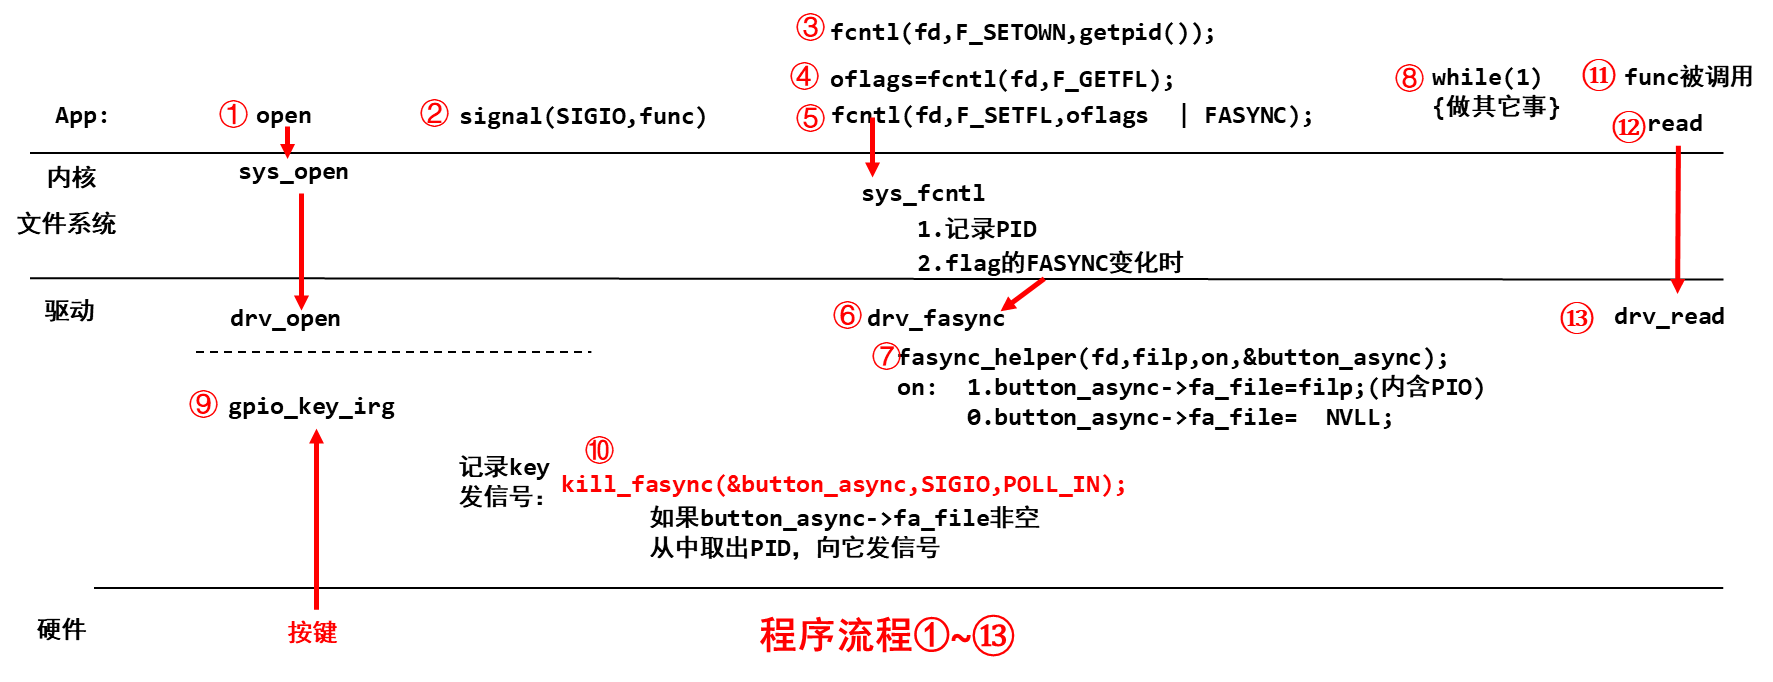 ③ fcntl(fd,F_SETOWN,getpid());
④ oflags=fcntl(fd,F_GETFL);
⑧ while(1)
{做其它事}
⑪ func被调用
App:
① open
② signal(SIGIO,func)
⑤ fcntl(fd,F_SETFL,oflags | FASYNC);
⑫ read
内核
文件系统
sys_open
sys_fcntl
1.记录PID
2.flag的FASYNC变化时
驱动
drv_open
⑥ drv_fasync
⑬ drv_read
⑦ fasync_helper(fd,filp,on,&button_async);
on: 1.button_async->fa_file=filp;(内含PIO)
0.button_async->fa_file= NVLL;
⑨ gpio_key_irg
⑩
记录key
发信号: kill_fasync(&button_async,SIGIO,POLL_IN);
如果button_async->fa_file非空
从中取出PID，向它发信号
硬件
按键
程序流程①~⑬